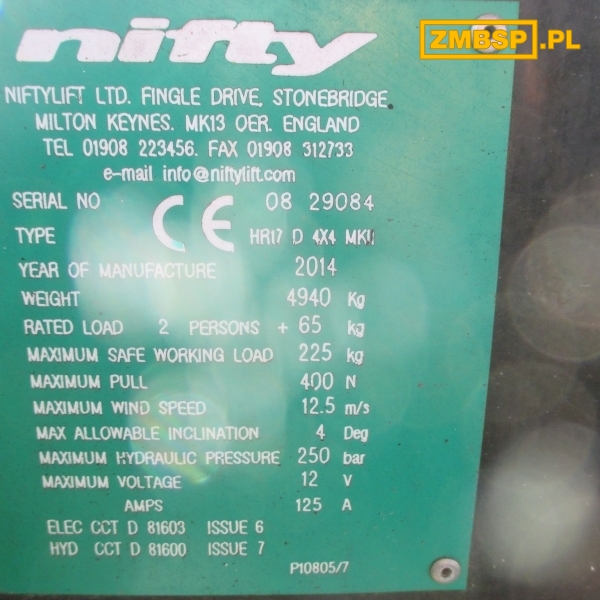 nifty
ZMBSP.PL
NIFTYLIFT LTD. FINGLE DRIVE, STONEBRIDGE,
MILTON KEYNES. MK13 OER. ENGLAND
TEL 01908 223456. FAX 01908 312733
e-mail info@niftylift.com
SERIAL NO CE 08 29084
TYPE HR17 D 4X4 MKII
YEAR OF MANUFACTURE 2014
WEIGHT 4940 Kg
RATED LOAD 2 PERSONS + 65 kg
MAXIMUM SAFE WORKING LOAD 225 kg
MAXIMUM PULL 400 N
MAXIMUM WIND SPEED 12.5 m/s
MAX ALLOWABLE INCLINATION 4 Deg
MAXIMUM HYDRAULIC PRESSURE 250 bar
MAXIMUM VOLTAGE 12 V
AMPS 125 A
ELEC CCT D 81603 ISSUE 6
HYD CCT D 81600 ISSUE 7
P10805/7